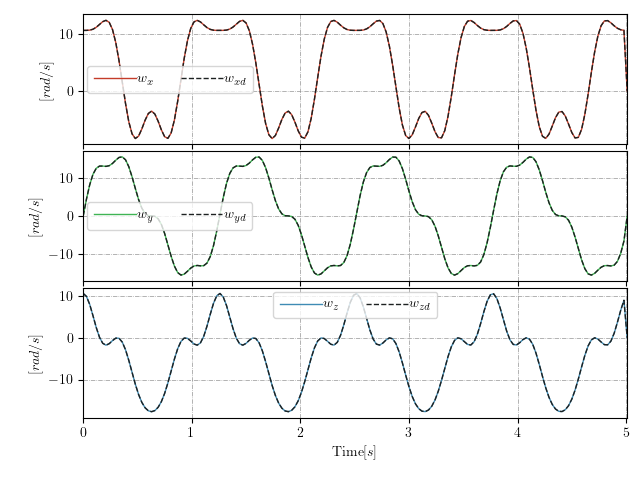 10
0
[rad/s]
w_x w_xd
10
0
−10
[rad/s]
w_y w_yd
10
0
−10
[rad/s]
w_z w_zd
0 1 2 3 4 5
Time[s]